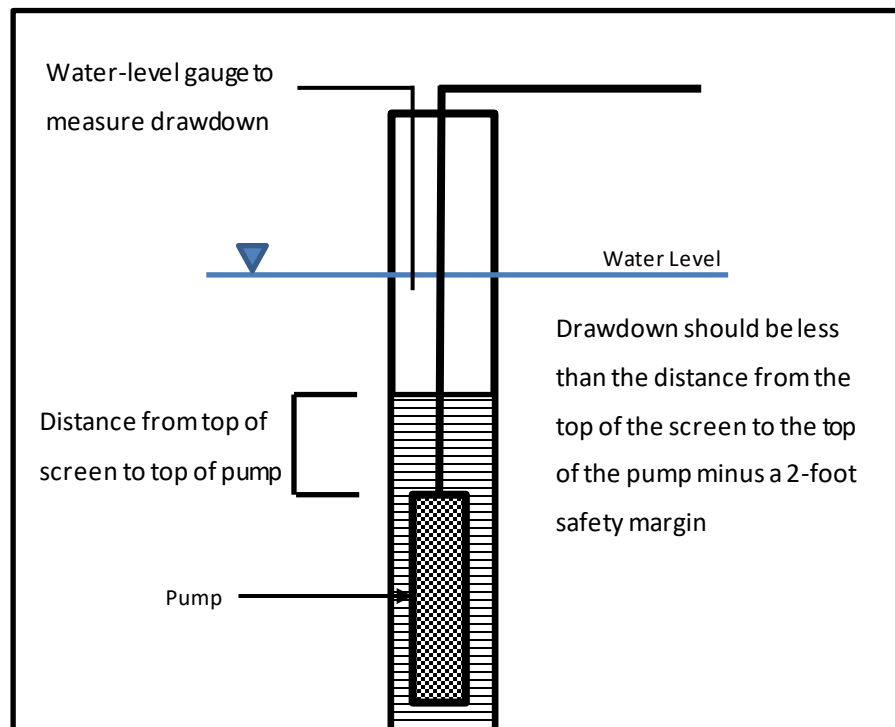 Water-level gauge to
measure drawdown
Water Level
Drawdown should be less
than the distance from the
top of the screen to the top
of the pump minus a 2-foot
safety margin
Distance from top of
screen to top of pump
Pump